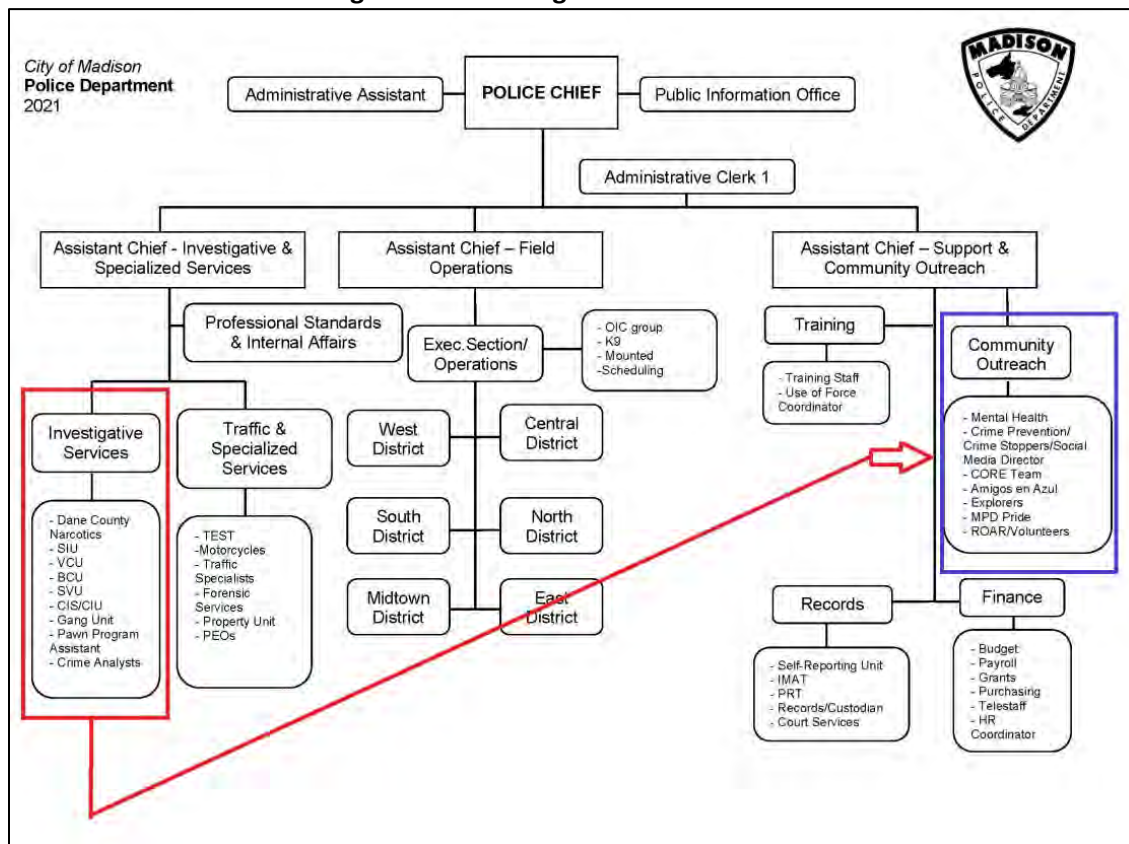 City of Madison
Police Department
2021
Administrative Assistant
POLICE CHIEF
Public Information Office
MADISON
POLICE
DEPARTMENT
Administrative Clerk 1
Assistant Chief - Investigative &
Specialized Services
Assistant Chief – Field
Operations
Assistant Chief – Support &
Community Outreach
Professional Standards
& Internal Affairs
Exec.Section/
Operations
- OIC group
- K9
- Mounted
-Scheduling
Training
- Training Staff
- Use of Force
Coordinator
Community
Outreach
- Mental Health
- Crime Prevention/
Crime Stoppers/Social
Media Director
- CORE Team
- Amigos en Azul
- Explorers
- MPD Pride
- ROAR/Volunteers
Investigative
Services
- Dane County
Narcotics
- SIU
- VCU
- BCU
- SVU
- CIS/CIU
- Gang Unit
- Pawn Program
Assistant
- Crime Analysts
Traffic &
Specialized
Services
- TEST
-Motorcycles
- Traffic
Specialists
- Forensic
Services
- Property Unit
- PEOs
West
District
Central
District
South
District
North
District
Midtown
District
East
District
Records
- Self-Reporting Unit
- IMAT
- PRT
- Records/Custodian
- Court Services
Finance
- Budget
- Payroll
- Grants
- Purchasing
- Telestaff
- HR
Coordinator